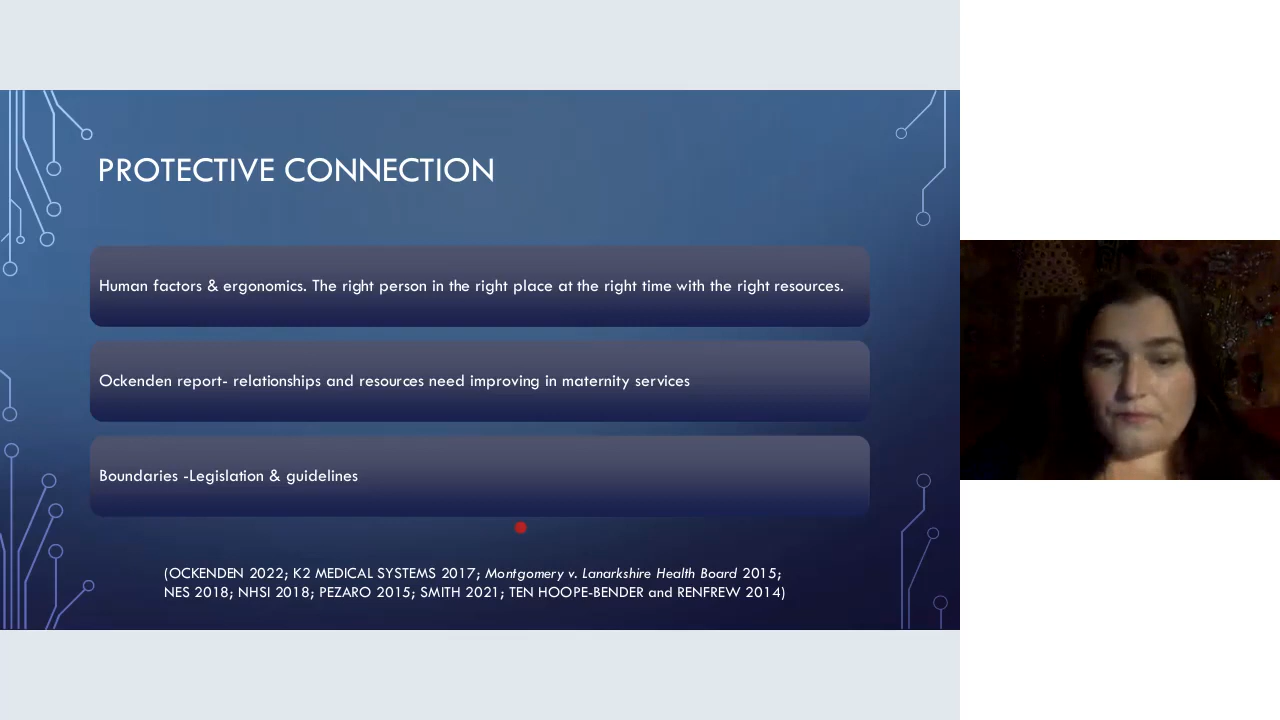 PROTECTIVE CONNECTION
Human factors & ergonomics. The right person in the right place at the right time with the right resources.
Ockenden report- relationships and resources need improving in maternity services
Boundaries -Legislation & guidelines
(OCKENDEN 2022; K2 MEDICAL SYSTEMS 2017; Montgomery v. Lanarkshire Health Board 2015;
NES 2018; NHSI 2018; PEZARO 2015; SMITH 2021; TEN HOOPE-BENDER and RENFREW 2014)